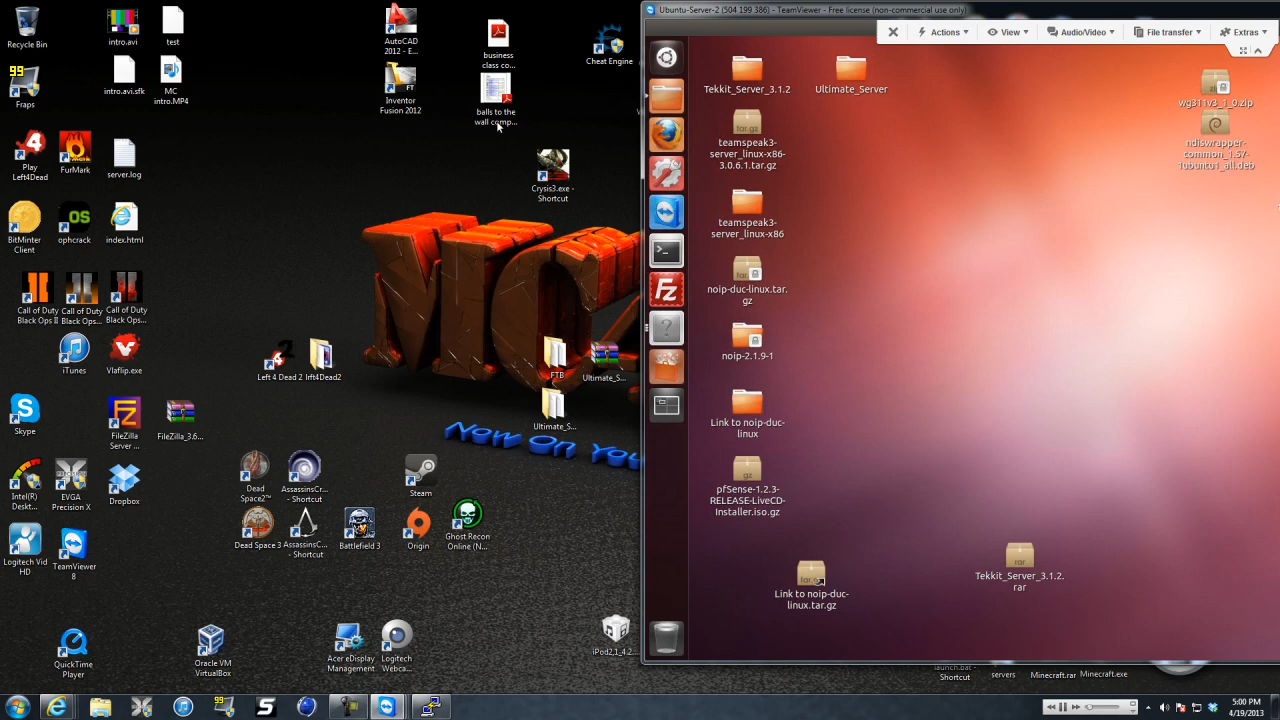 Ubuntu-Server-2 (504 199 386) - TeamViewer - Free license (non-commercial use only)
Actions
View
Audio/Video
File transfer
Extras
Recycle Bin
intro.avi
test
AutoCAD
2012 - E...
business
class co...
Cheat Engine
99
Fraps
intro.avi.sfk
MC
intro.MP4
Inventor
Fusion 2012
balls to the
wall comp...
Play
Left4Dead
FurMark
server.log
Crysis3.exe -
Shortcut
BitMinter
Client
ophcrack
index.html
Call of Duty
Black Ops II
Call of Duty
Black Ops...
Call of Duty
Black Ops...
iTunes
Vlaflip.exe
Left 4 Dead 2
lrft4Dead2
FTB
Ultimate_S...
Ultimate_S...
Now On You
Skype
FileZilla
Server ...
FileZilla_3.6...
Intel(R)
Deskt...
EVGA
Precision X
Dropbox
Dead
Space2™
AssassinsCr...
- Shortcut
Steam
Dead Space 3
AssassinsC...
- Shortcut
Battlefield 3
Origin
Ghost Recon
Online (N...
Logitech Vid
HD
TeamViewer
8
QuickTime
Player
Oracle VM
VirtualBox
Acer eDisplay
Management
Logitech
Webca...
iPod2,1_4.2...
Tekkit_Server_3.1.2
Ultimate_Server
wg311v3_1_0.zip
tar.gz
teamspeak3-
server_linux-x86-
3.0.6.1.tar.gz
ndiswrapper-
common_1.57-
1ubuntu1_all.deb
teamspeak3-
server_linux-x86
noip-duc-linux.tar.
gz
noip-2.1.9-1
Link to noip-duc-
linux
gz
pfSense-1.2.3-
RELEASE-LiveCD-
Installer.iso.gz
Link to noip-duc-
linux.tar.gz
rar
Tekkit_Server_3.1.2.
rar
launch.bat -
Shortcut
servers
Minecraft.rar
Minecraft.exe
5:00 PM
4/19/2013